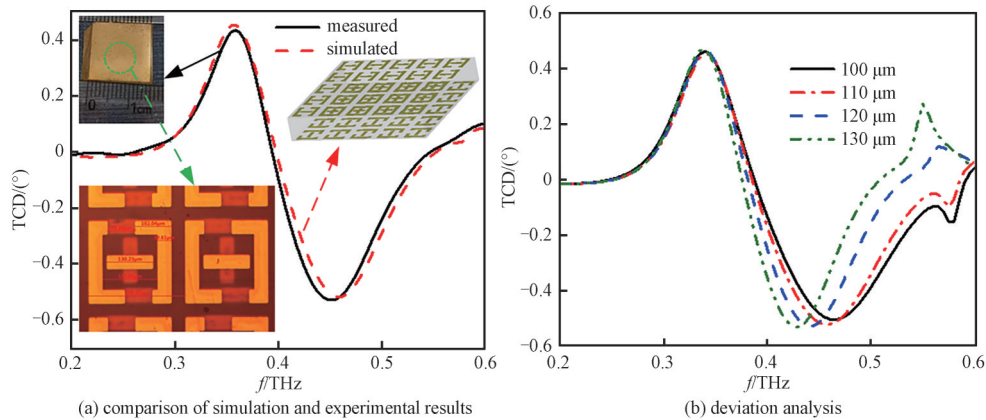 0.4
0.2
0
−0.2
−0.4
−0.6
TCD/(°)
measured
simulated
0 1cm
0.2 0.3 0.4 0.5 0.6
f/THz
(a) comparison of simulation and experimental results
0.6
0.4
0.2
0
−0.2
−0.4
−0.6
TCD/(°)
100 μm
110 μm
120 μm
130 μm
0.2 0.3 0.4 0.5 0.6
f/THz
(b) deviation analysis